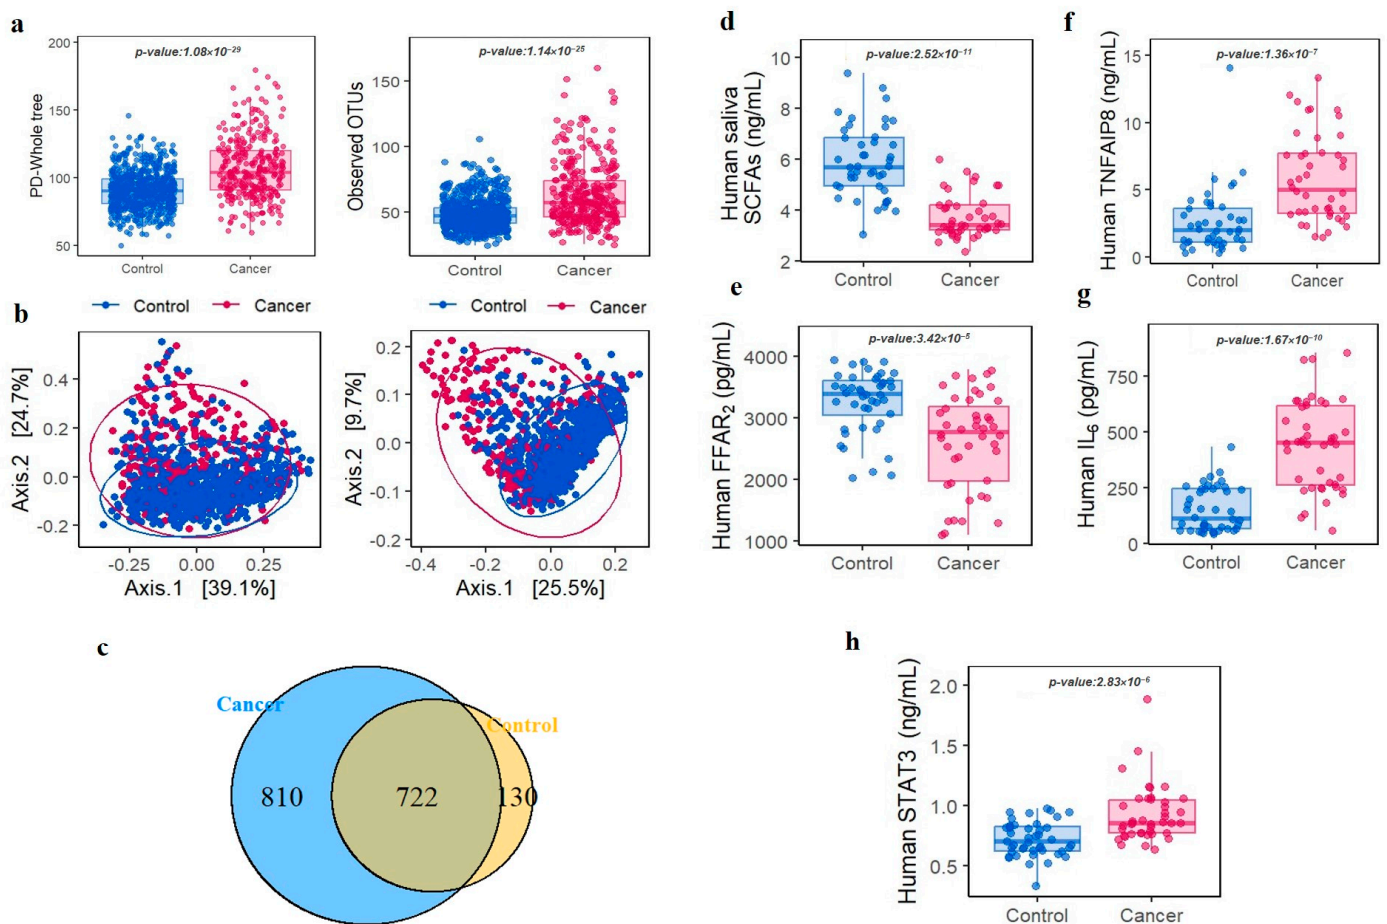 a
PD-Whole tree
200
150
100
50
p-value:1.08×10⁻²⁹
Control
Cancer
Observed OTUs
150
100
50
p-value:1.14×10⁻²⁵
Control
Cancer
Control
Cancer
Control
Cancer
b
Axis.2 [24.7%]
0.4
0.2
0.0
-0.2
-0.25
0.00
0.25
Axis.1 [39.1%]
Axis.2 [9.7%]
0.2
0.1
0.0
-0.1
-0.2
-0.4
-0.2
0.0
0.2
Axis.1 [25.5%]
c
Cancer
Control
810
722
130
d
Human saliva
SCFAs (ng/mL)
10
8
6
4
2
p-value:2.52×10⁻¹¹
Control
Cancer
e
Human FFAR₂ (pg/mL)
4000
3000
2000
1000
p-value:3.42×10⁻⁵
Control
Cancer
f
Human TNFAIP8 (ng/mL)
15
10
5
0
p-value:1.36×10⁻⁷
Control
Cancer
g
Human IL₆ (pg/mL)
750
500
250
0
p-value:1.67×10⁻¹⁰
Control
Cancer
h
Human STAT3 (ng/mL)
2.0
1.5
1.0
0.5
p-value:2.83×10⁻⁶
Control
Cancer